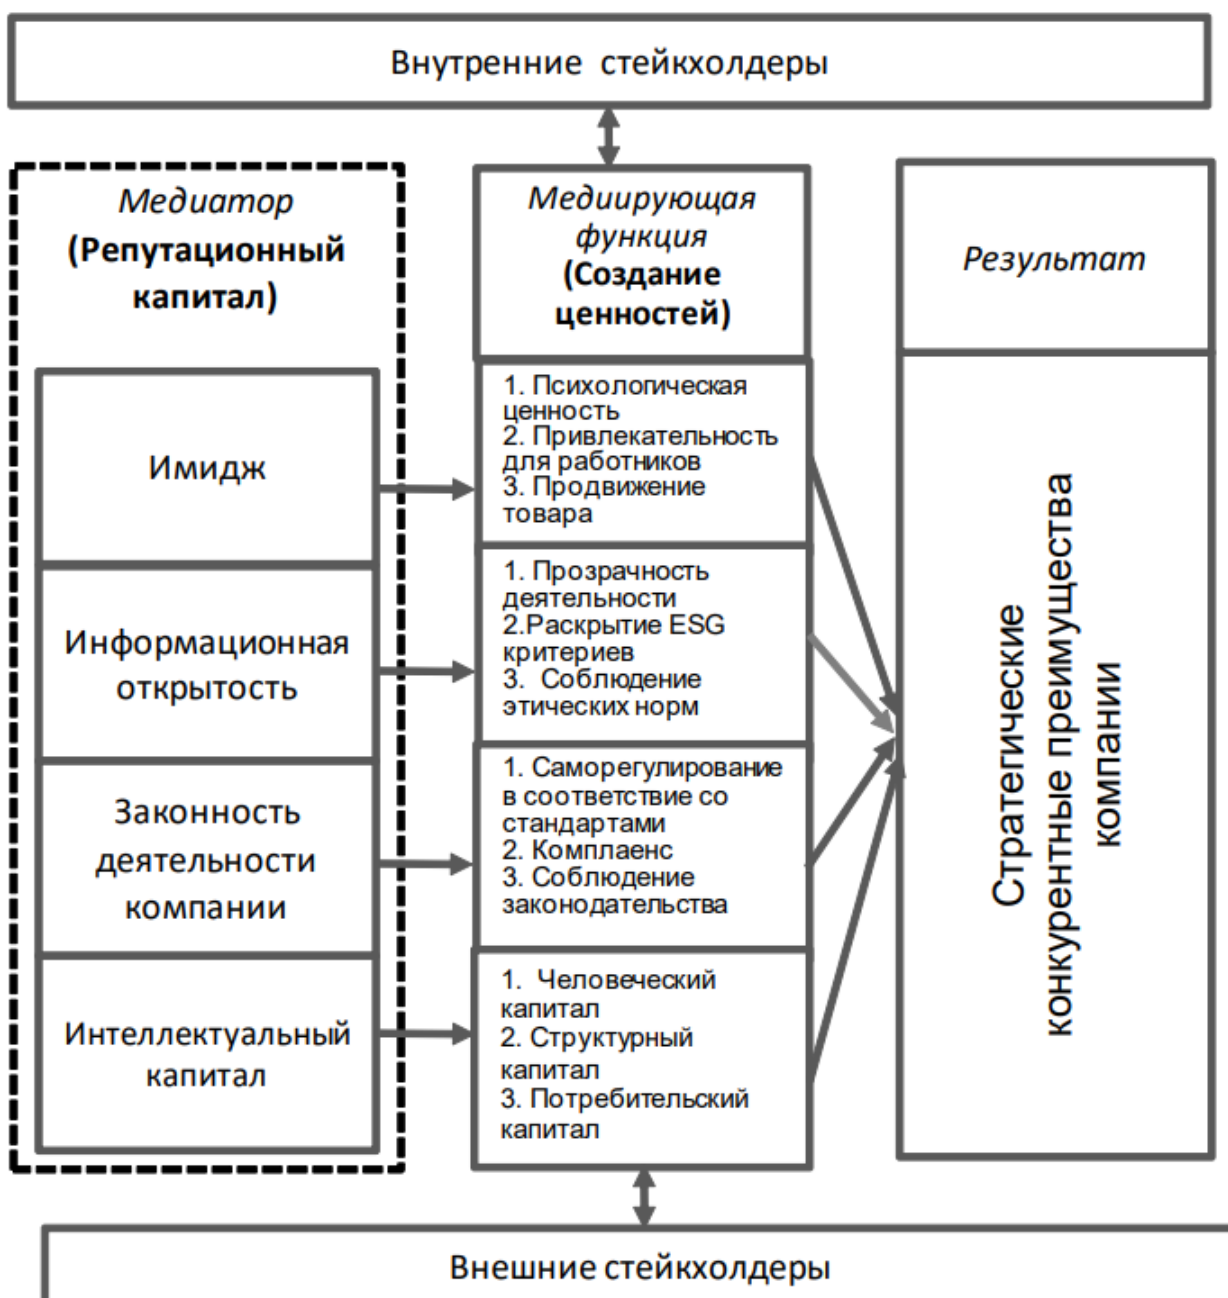 Внутренние стейкхолдеры
Медиатор
(Репутационный
капитал)
Имидж
Информационная
открытость
Законность
деятельности
компании
Интеллектуальный
капитал
Медиирующая
функция
(Создание
ценностей)
1. Психологическая
ценность
2. Привлекательность
для работников
3. Продвижение
товара
1. Прозрачность
деятельности
2.Раскрытие ESG
критериев
3. Соблюдение
этических норм
1. Саморегулирование
в соответствие со
стандартами
2. Комплаенс
3. Соблюдение
законодательства
1. Человеческий
капитал
2. Структурный
капитал
3. Потребительский
капитал
Результат
Стратегические
конкурентные преимущества
компании
Внешние стейкхолдеры